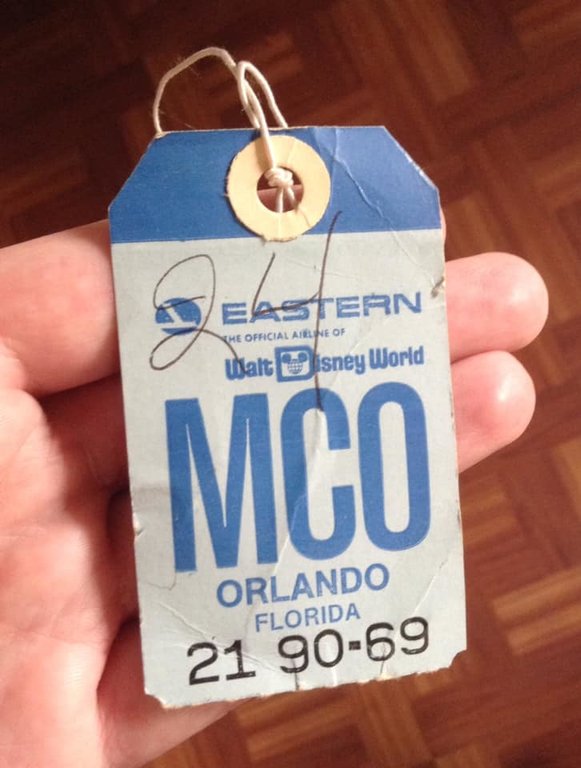 24
EASTERN
THE OFFICIAL AIRLINE OF
Walt Disney World
MCO
ORLANDO
FLORIDA
21 90-69